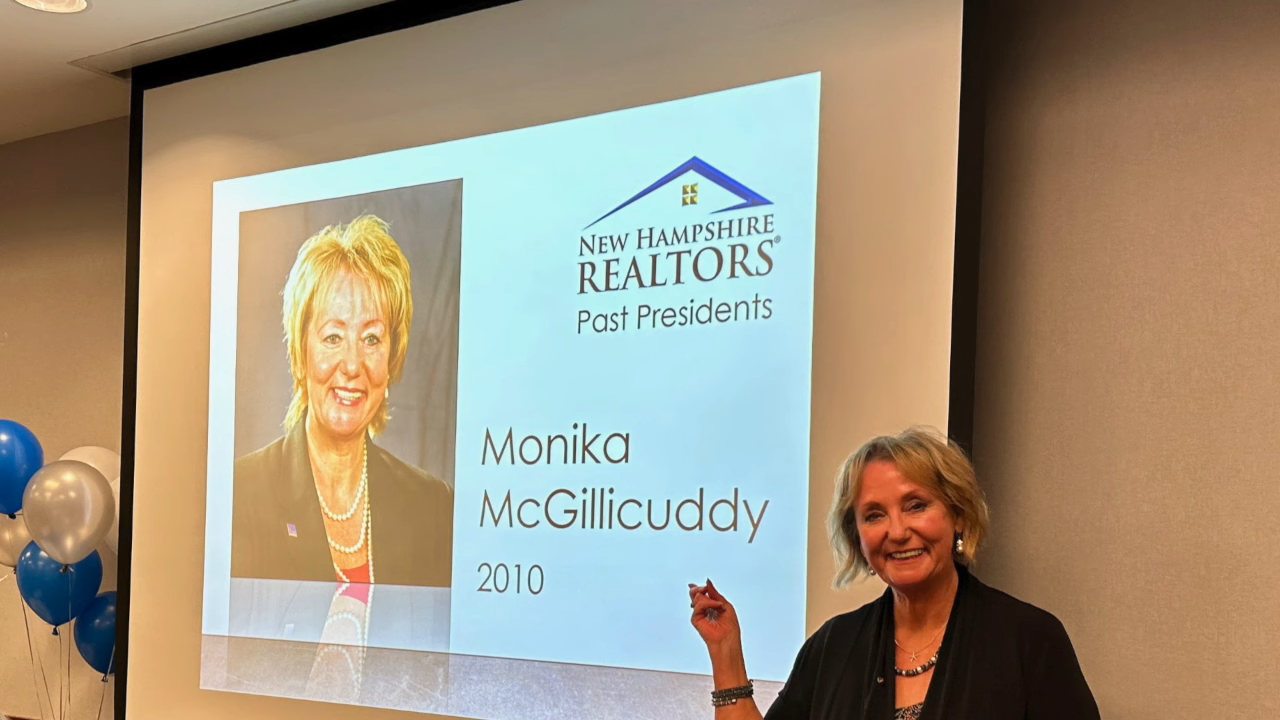 New Hampshire
REALTORS®
Past Presidents
Monika
McGillicuddy
2010